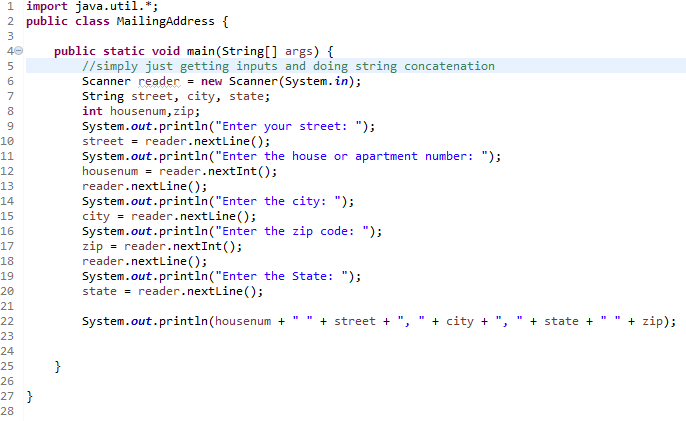 1 import java.util.*;
2 public class MailingAddress {
3
4 public static void main(String[] args) {
5 //simply just getting inputs and doing string concatenation
6 Scanner reader = new Scanner(System.in);
7 String street, city, state;
8 int housenum,zip;
9 System.out.println("Enter your street: ");
10 street = reader.nextLine();
11 System.out.println("Enter the house or apartment number: ");
12 housenum = reader.nextInt();
13 reader.nextLine();
14 System.out.println("Enter the city: ");
15 city = reader.nextLine();
16 System.out.println("Enter the zip code: ");
17 zip = reader.nextInt();
18 reader.nextLine();
19 System.out.println("Enter the State: ");
20 state = reader.nextLine();
21
22 System.out.println(housenum + " " + street + ", " + city + ", " + state + " " + zip);
23
24
25 }
26
27 }
28